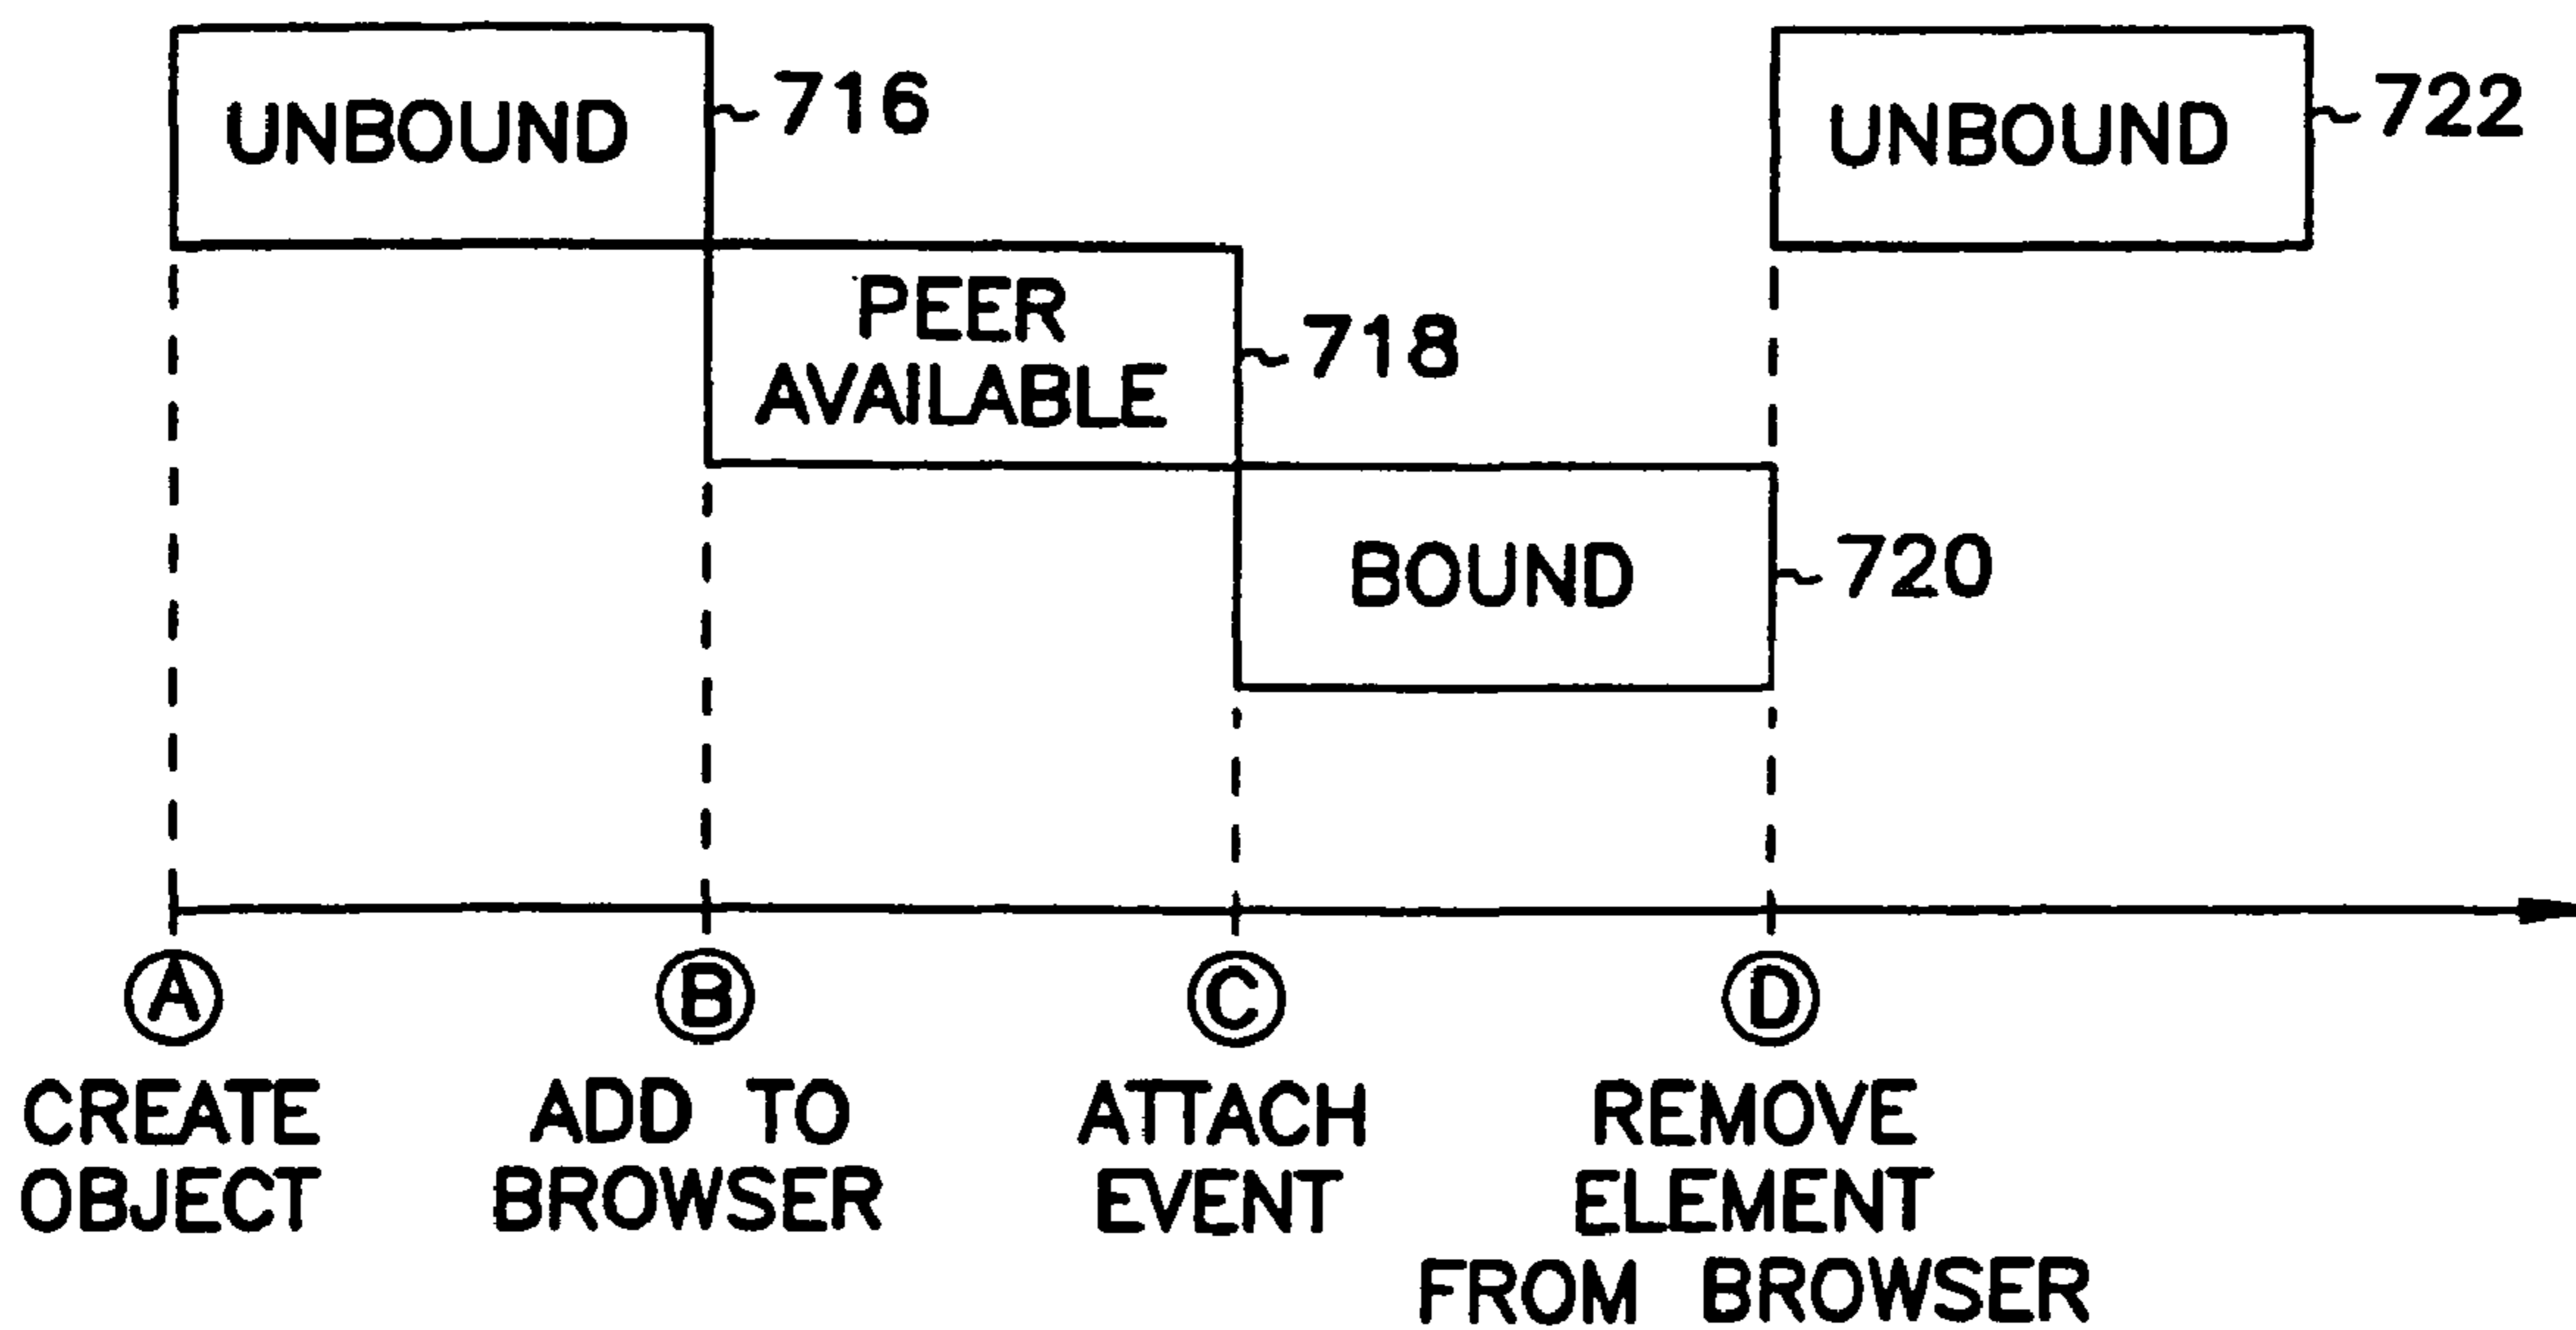 UNBOUND
716
UNBOUND
722
PEER
AVAILABLE
718
BOUND
720
A
B
C
D
CREATE
OBJECT
ADD TO
BROWSER
ATTACH
EVENT
REMOVE
ELEMENT
FROM BROWSER